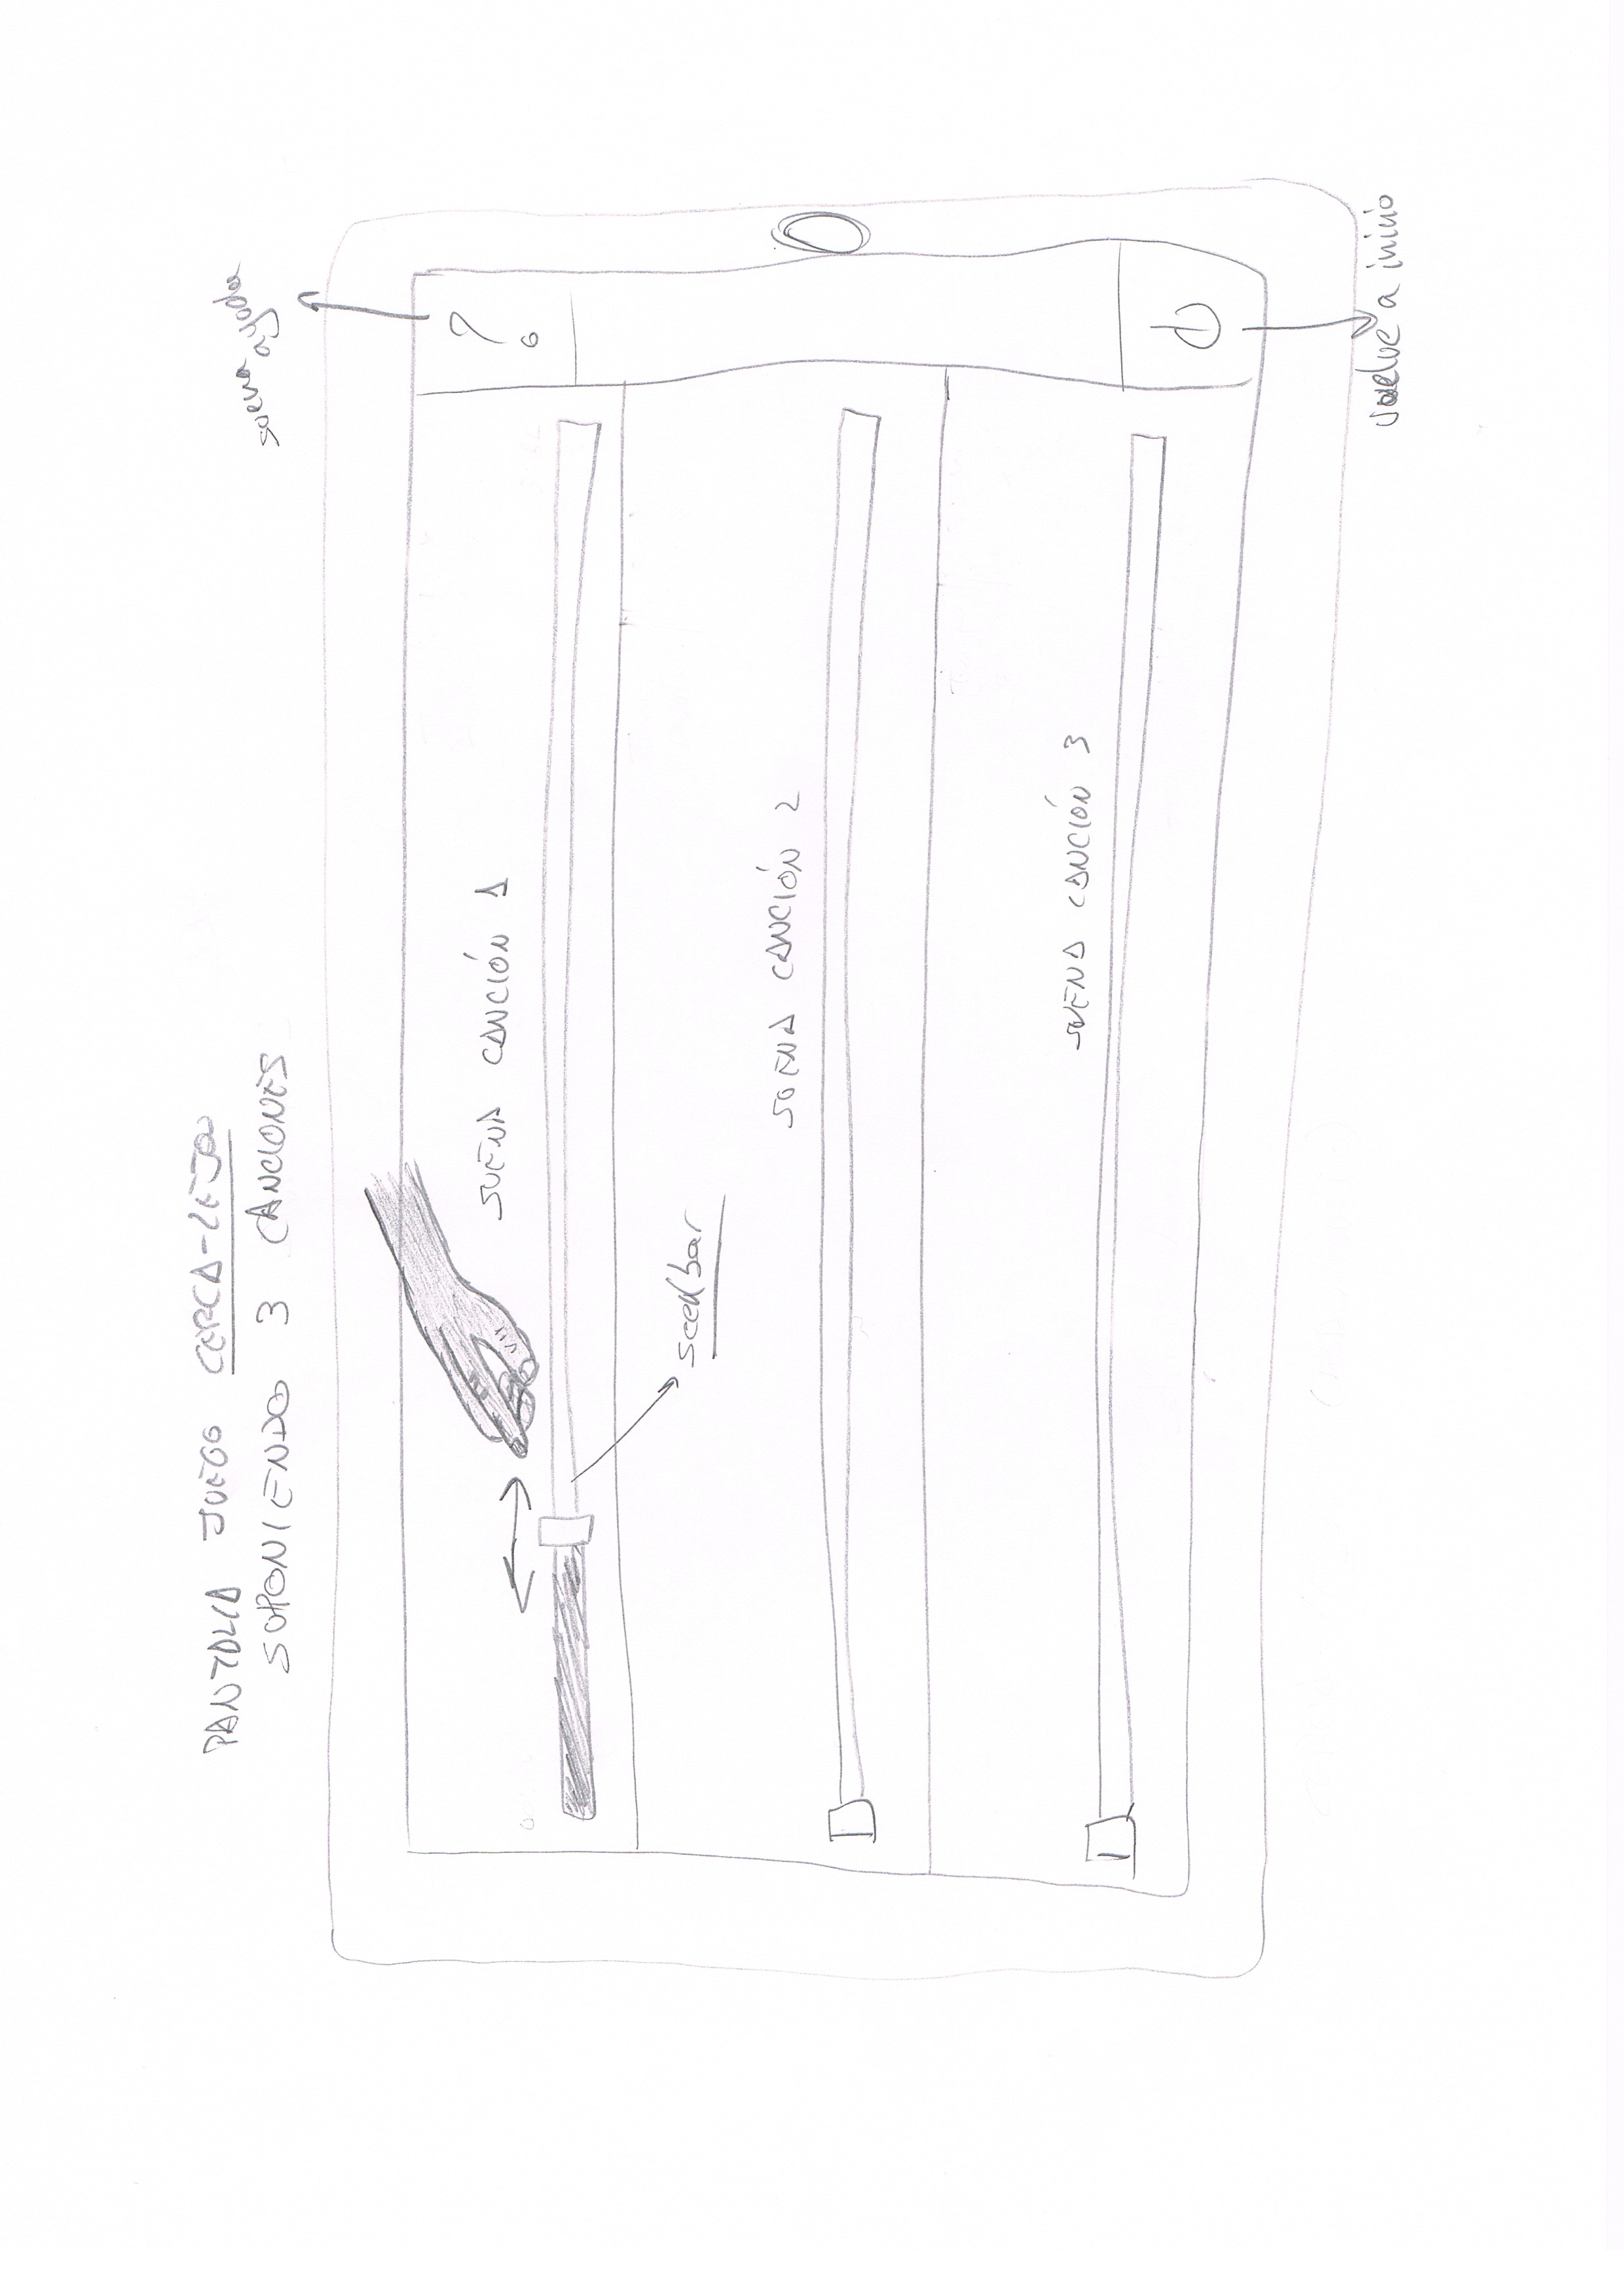 PANTALLA JUEGO CERCA-LEJOS
SUPONIENDO 3 CANCIONES
suena ayuda
?
SUENA CANCIÓN 1
seedbar
SUENA CANCIÓN 2
SUENA CANCIÓN 3
vuelve a inicio